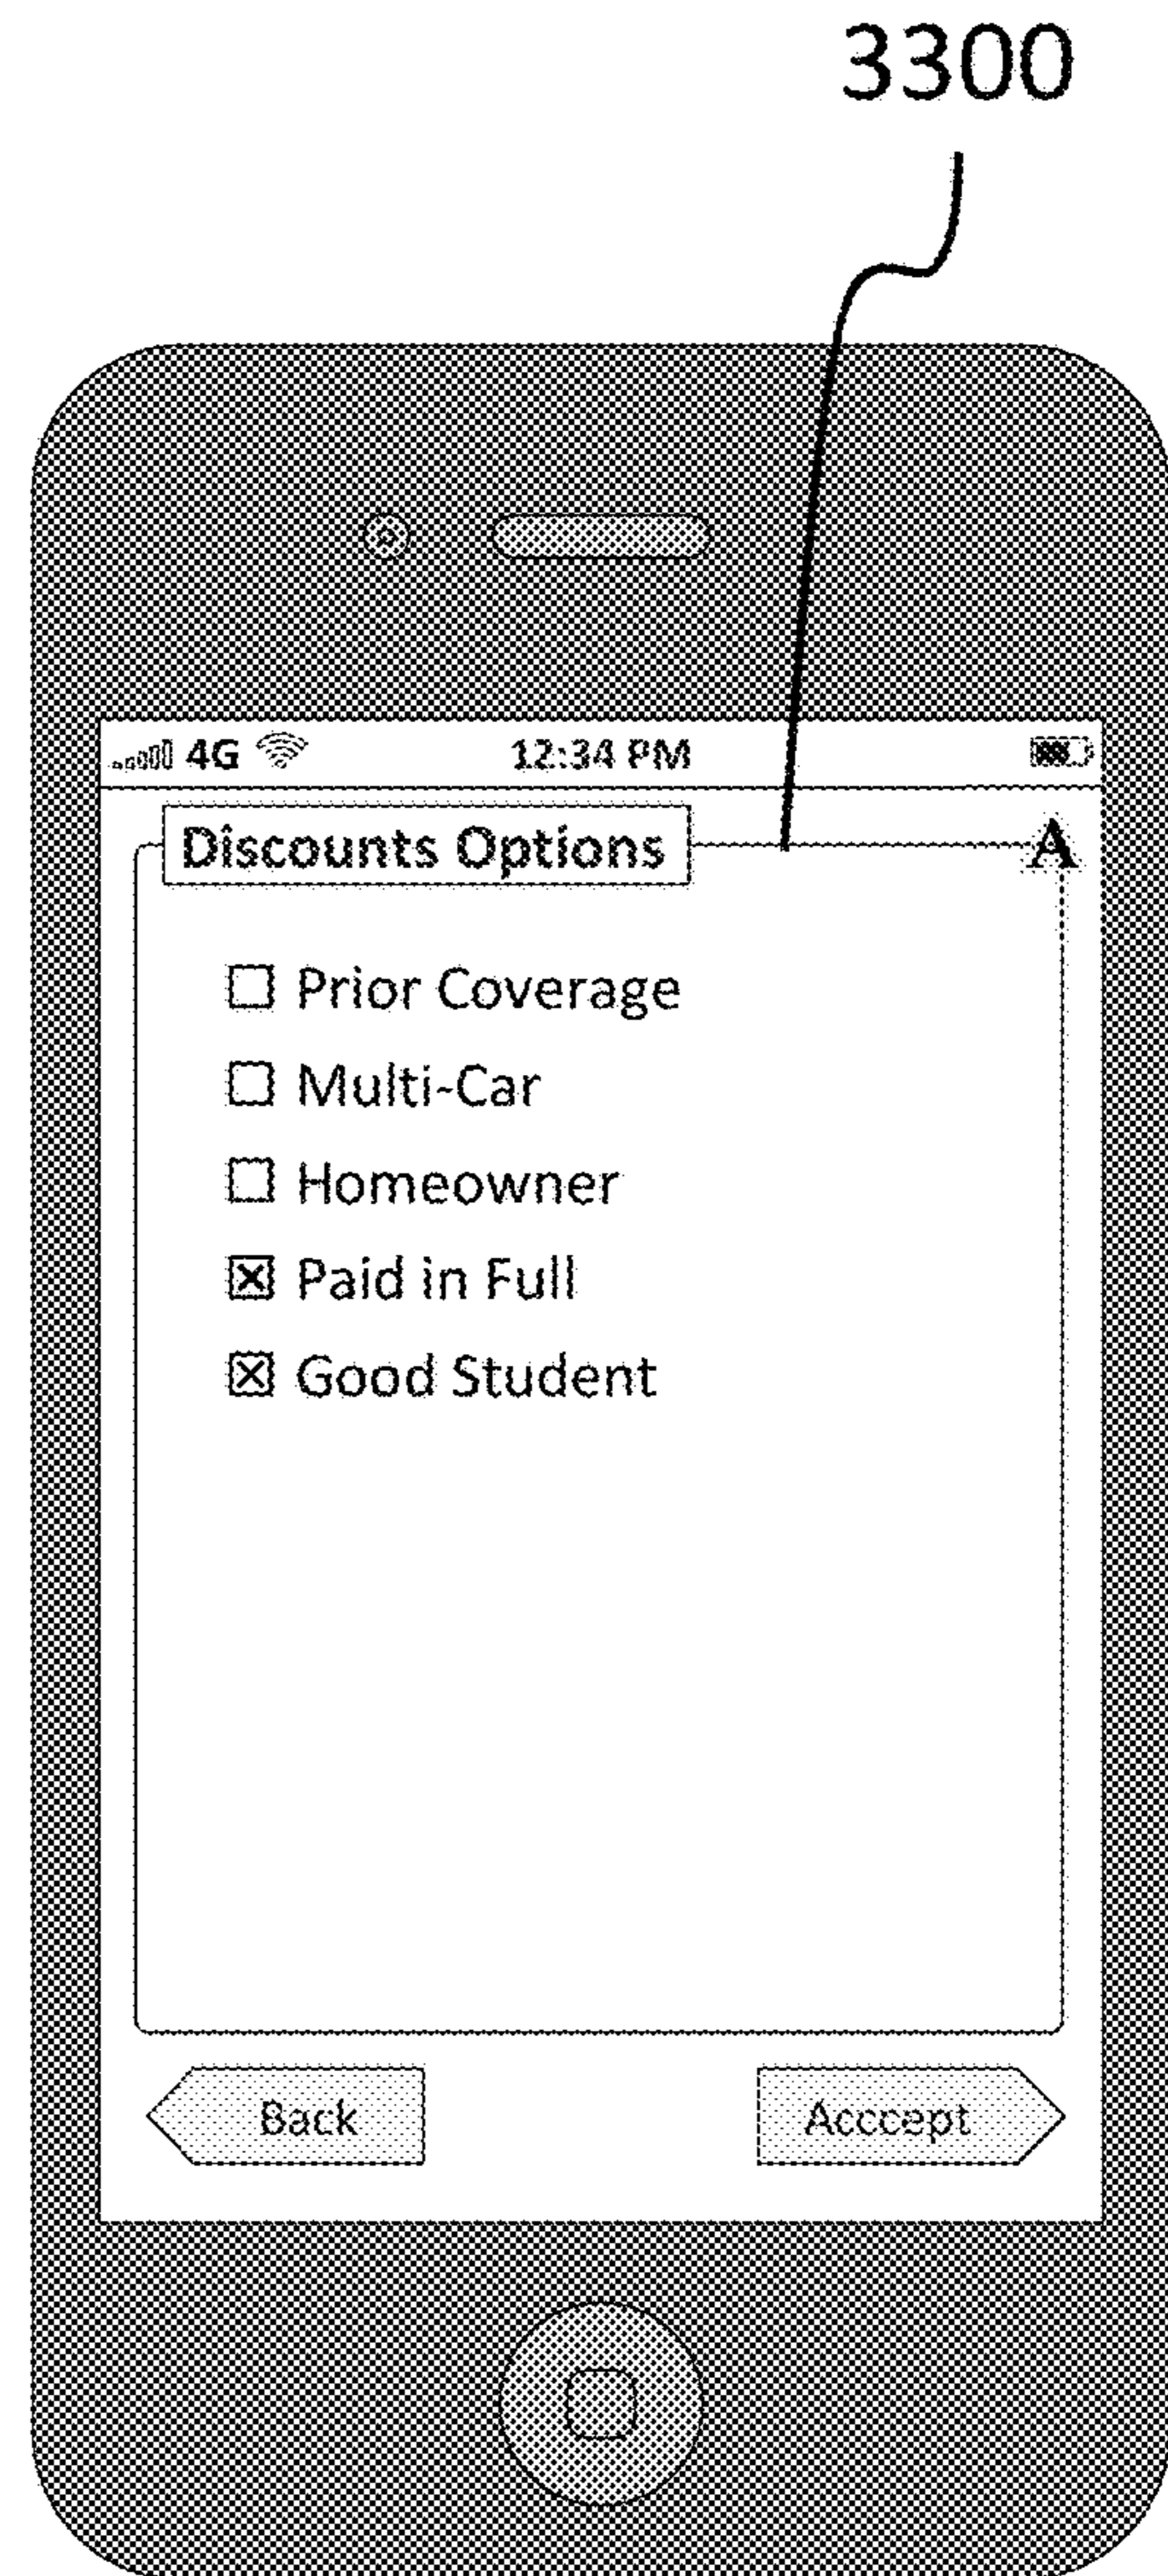 3300
4G 12:34 PM
Discounts Options A
Prior Coverage
Multi-Car
Homeowner
Paid in Full
Good Student
Back Acccept